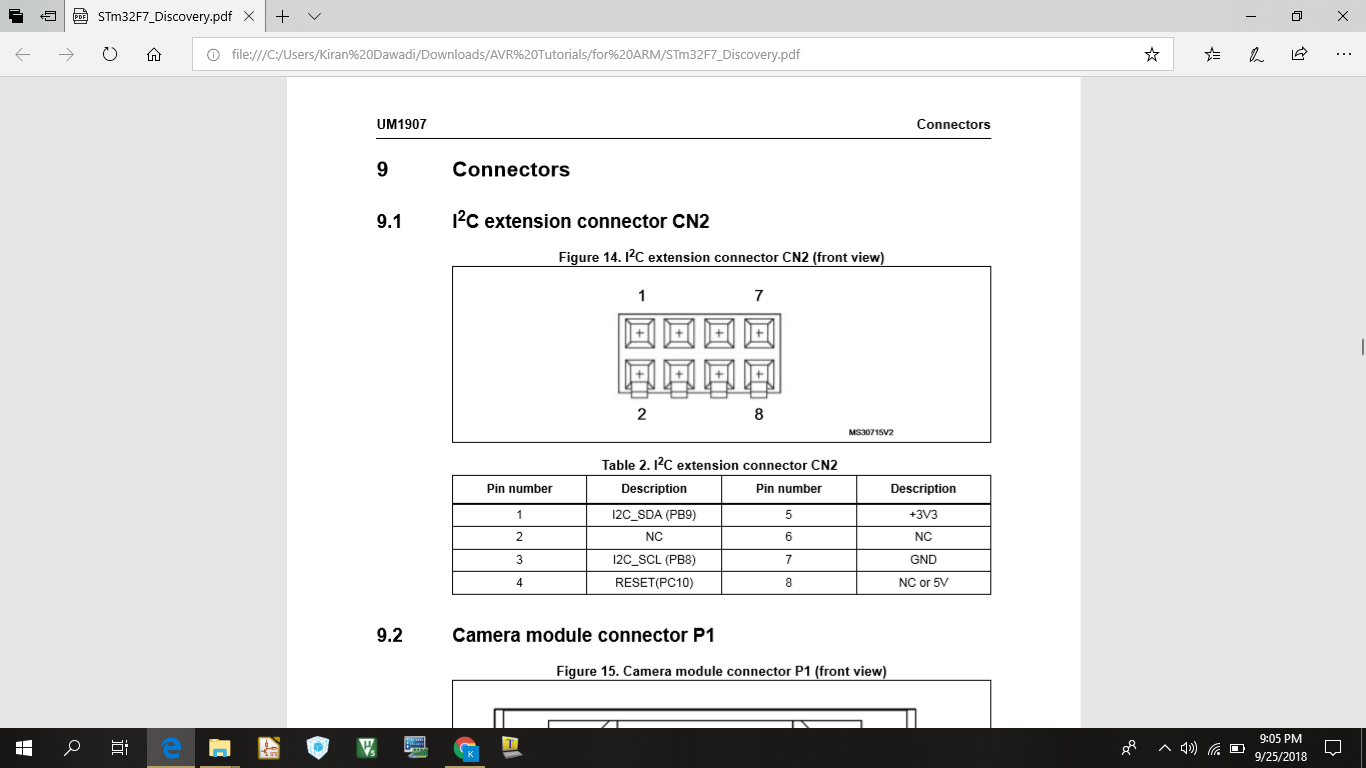 STm32F7_Discovery.pdf
file:///C:/Users/Kiran%20Dawadi/Downloads/AVR%20Tutorials/for%20ARM/STm32F7_Discovery.pdf
UM1907 Connectors
9 Connectors
9.1 I²C extension connector CN2
Figure 14. I²C extension connector CN2 (front view)
1 7
2 8
MS30715V2
Table 2. I²C extension connector CN2
Pin number Description Pin number Description
1 I2C_SDA (PB9) 5 +3V3
2 NC 6 NC
3 I2C_SCL (PB8) 7 GND
4 RESET(PC10) 8 NC or 5V
9.2 Camera module connector P1
Figure 15. Camera module connector P1 (front view)
9:05 PM
9/25/2018